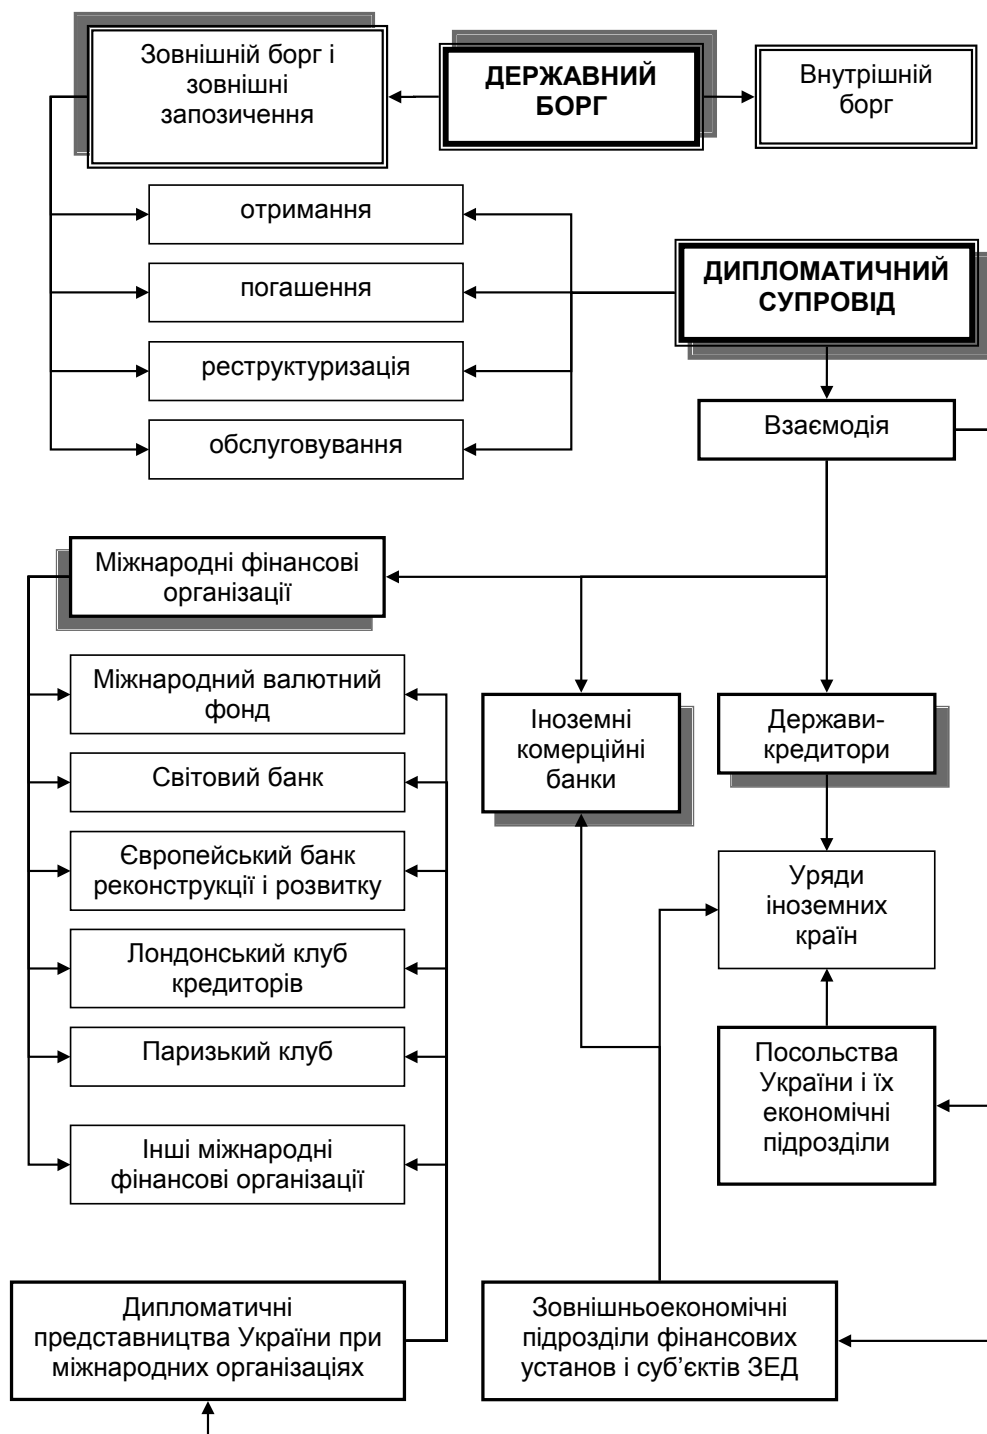 Зовнішній борг і
зовнішні
запозичення
ДЕРЖАВНИЙ
БОРГ
Внутрішній
борг
отримання
погашення
реструктуризація
обслуговування
ДИПЛОМАТИЧНИЙ
СУПРОВІД
Взаємодія
Міжнародні фінансові
організації
Міжнародний валютний
фонд
Світовий банк
Європейський банк
реконструкції і розвитку
Лондонський клуб
кредиторів
Паризький клуб
Інші міжнародні
фінансові організації
Іноземні
комерційні
банки
Держави-
кредитори
Уряди
іноземних
країн
Посольства
України і їх
економічні
підрозділи
Дипломатичні
представництва України при
міжнародних організаціях
Зовнішньоекономічні
підрозділи фінансових
установ і суб’єктів ЗЕД